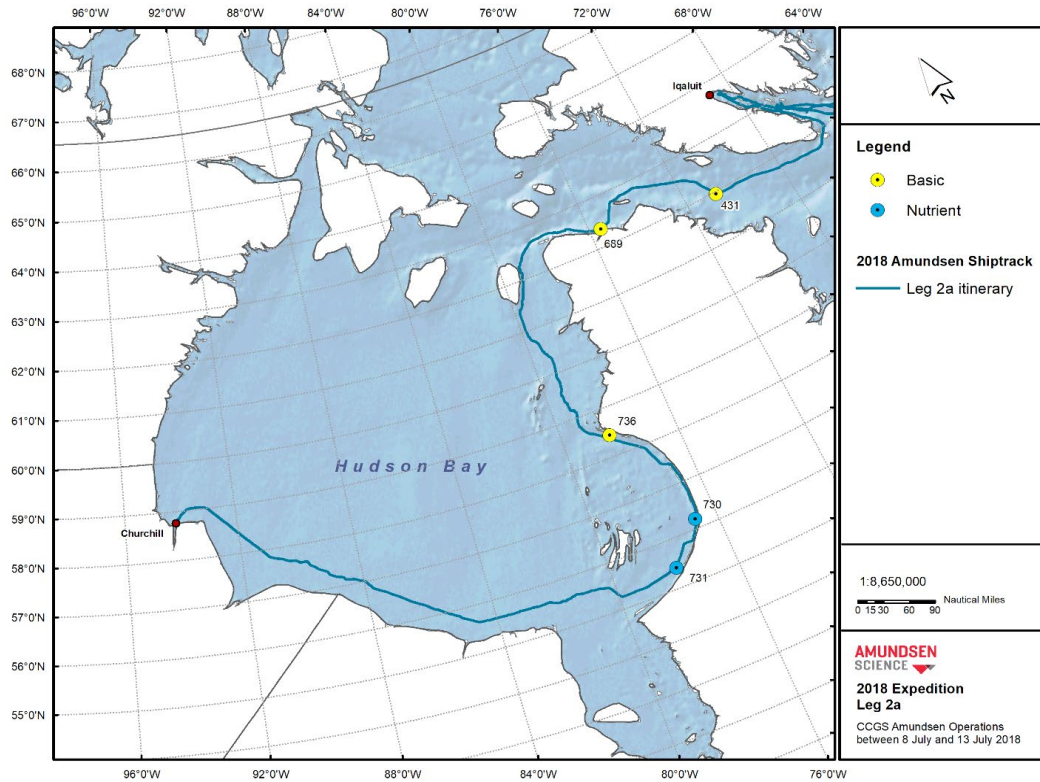 96°0'W 92°0'W 88°0'W 84°0'W 80°0'W 76°0'W 72°0'W 68°0'W 64°0'W
68°0'N
67°0'N
66°0'N
65°0'N
64°0'N
63°0'N
62°0'N
61°0'N
60°0'N
59°0'N
58°0'N
57°0'N
56°0'N
55°0'N
96°0'W 92°0'W 88°0'W 84°0'W 80°0'W 76°0'W
Iqaluit
431
689
736
Hudson Bay
730
Churchill
731
N
Legend
Basic
Nutrient
2018 Amundsen Shiptrack
Leg 2a itinerary
1:8,650,000
Nautical Miles
0 15 30 60 90
AMUNDSEN
SCIENCE
2018 Expedition
Leg 2a
CCGS Amundsen Operations
between 8 July and 13 July 2018